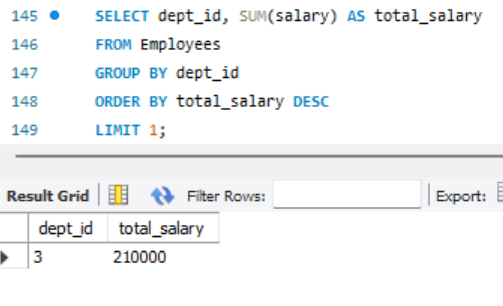 145 SELECT dept_id, SUM(salary) AS total_salary
146 FROM Employees
147 GROUP BY dept_id
148 ORDER BY total_salary DESC
149 LIMIT 1;
Result Grid Filter Rows: Export:
dept_id total_salary
3 210000